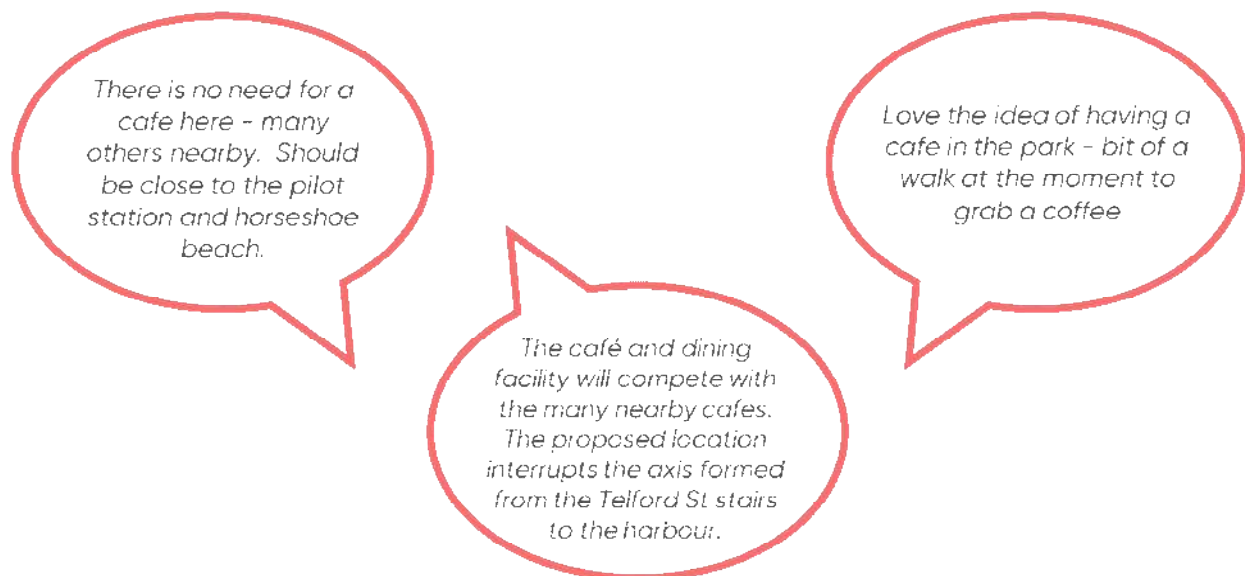 There is no need for a
cafe here - many
others nearby.  Should
be close to the pilot
station and horseshoe
beach.
Love the idea of having a
cafe in the park - bit of a
walk at the moment to
grab a coffee
The café and dining
facility will compete with
the many nearby cafes.
The proposed location
interrupts the axis formed
from the Telford St stairs
to the harbour.